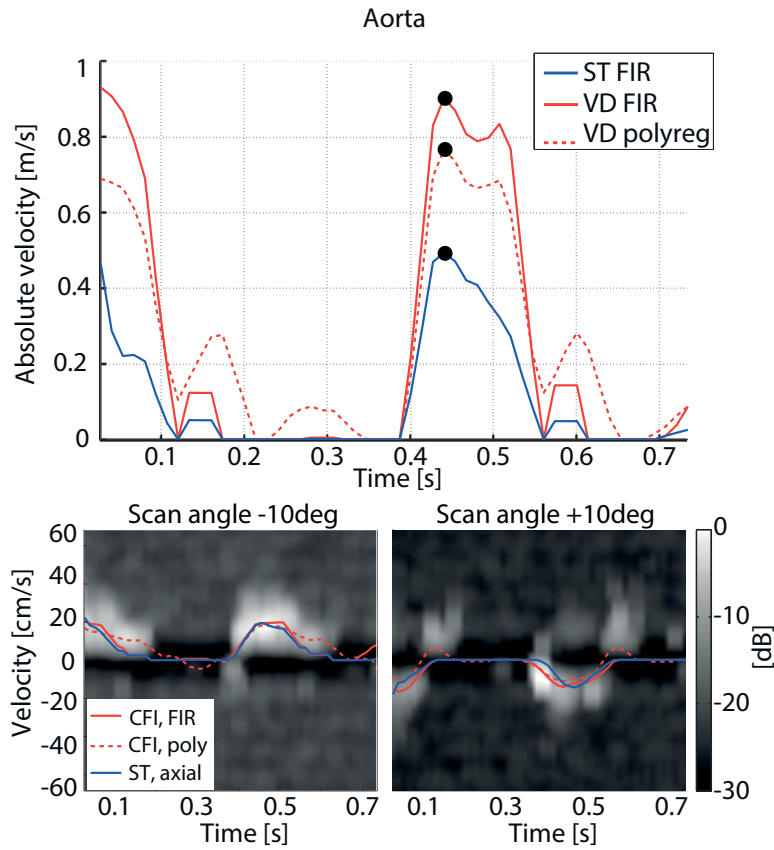 Aorta
Absolute velocity [m/s]
1
0.8
0.6
0.4
0.2
0
ST FIR
VD FIR
VD polyreg
0.1 0.2 0.3 0.4 0.5 0.6 0.7
Time [s]
Scan angle -10deg
Scan angle +10deg
Velocity [cm/s]
60
40
20
0
-20
-40
-60
CFI, FIR
CFI, poly
ST, axial
0.1 0.3 0.5 0.7
Time [s]
0.1 0.3 0.5 0.7
Time [s]
0
-10
-20
-30
[dB]